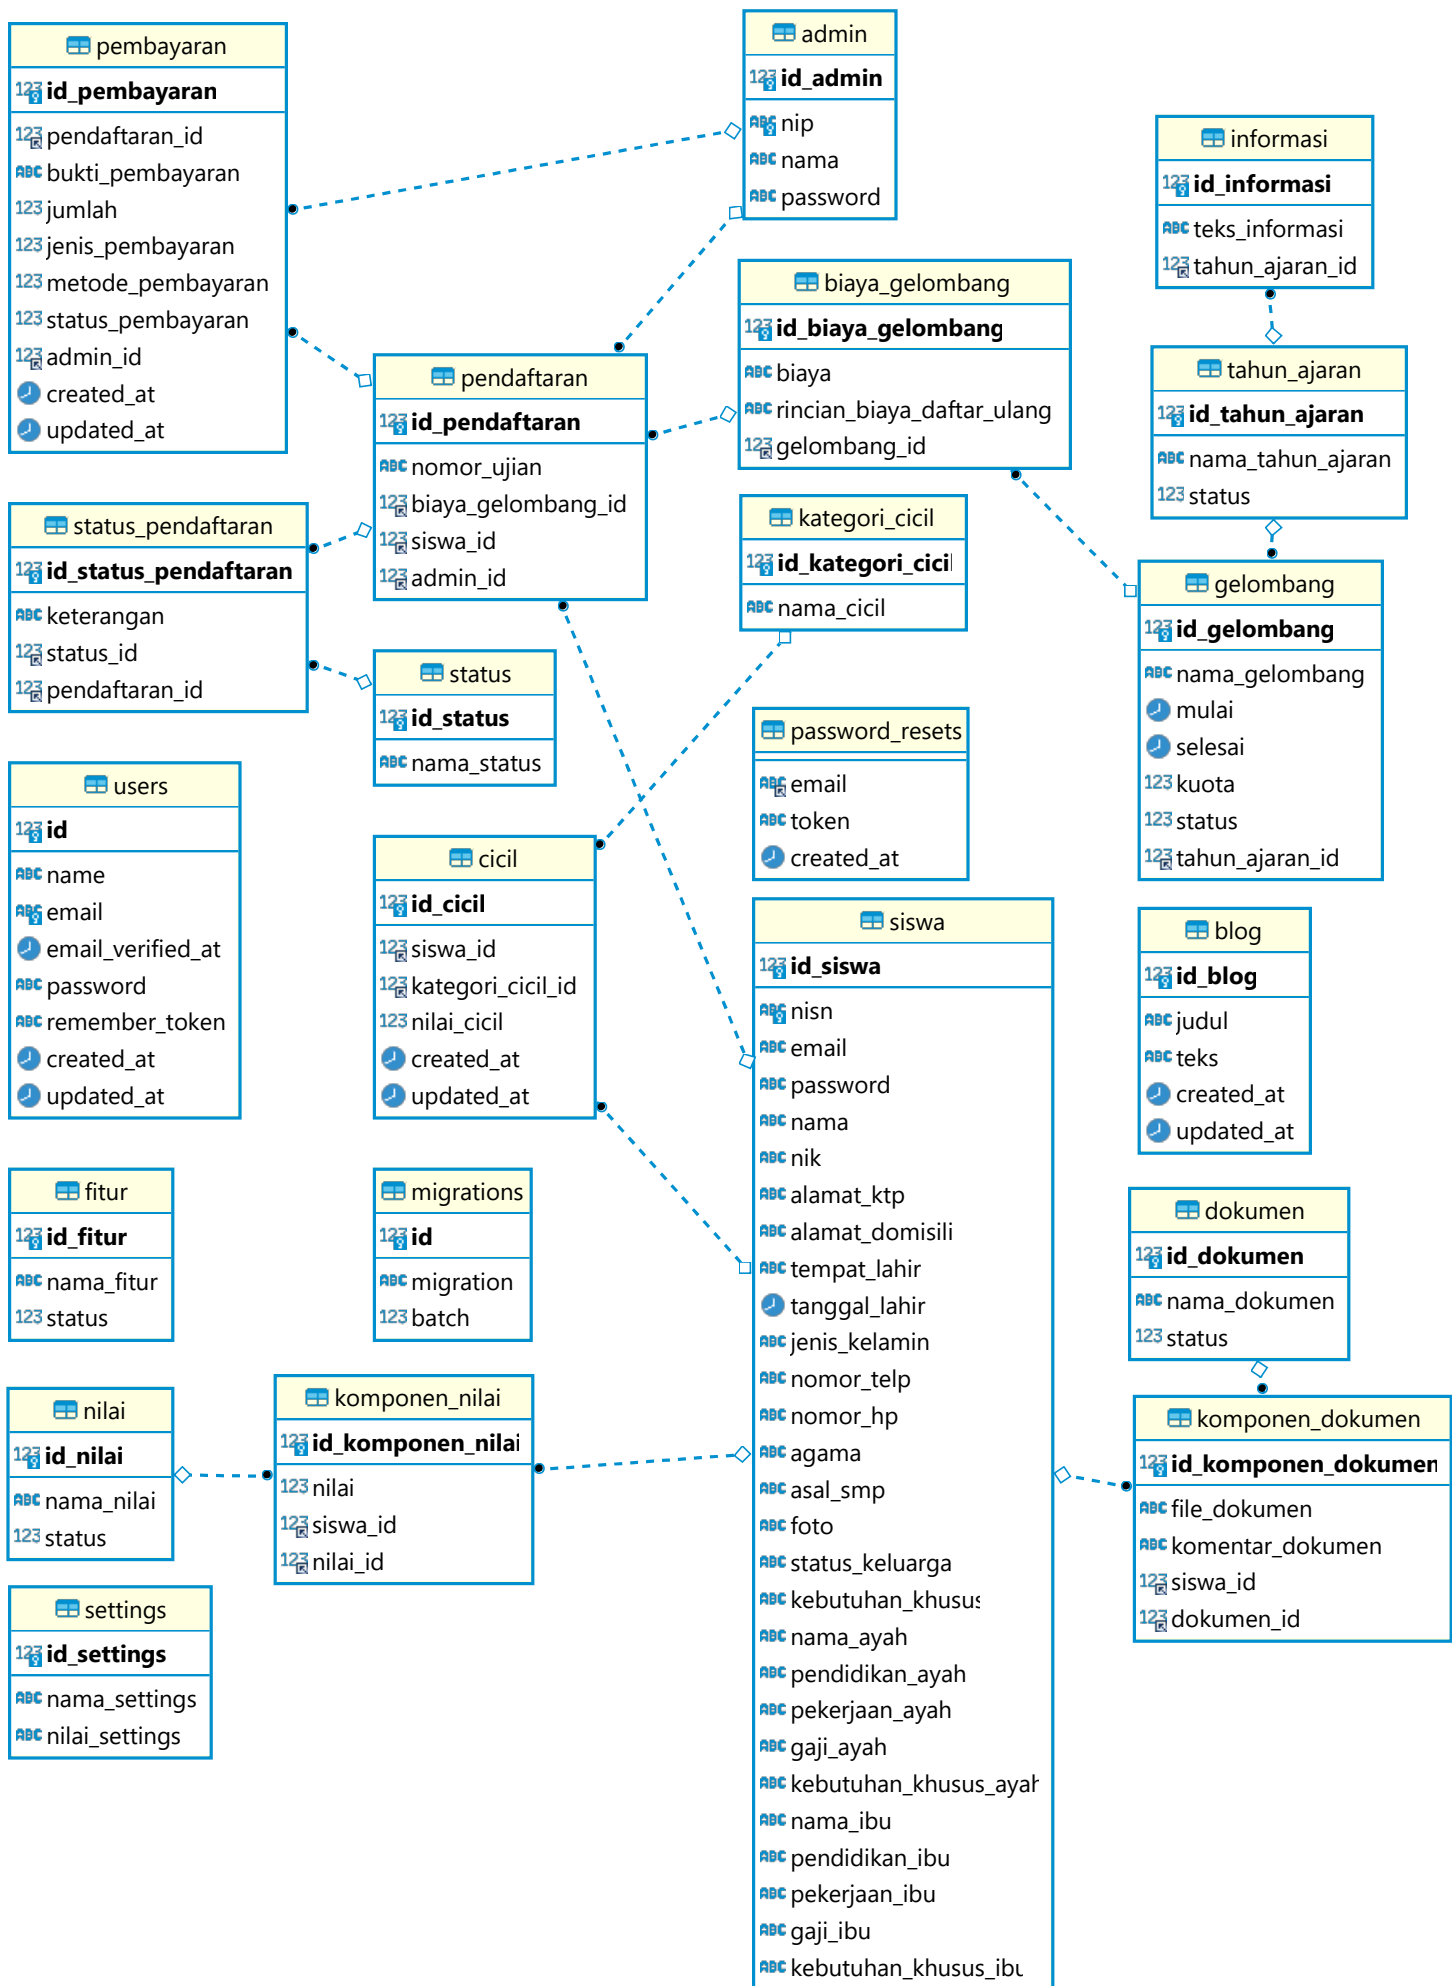 pembayaran
id_pembayaran
pendaftaran_id
bukti_pembayaran
jumlah
jenis_pembayaran
metode_pembayaran
status_pembayaran
admin_id
created_at
updated_at
admin
id_admin
nip
nama
password
informasi
id_informasi
teks_informasi
tahun_ajaran_id
biaya_gelombang
id_biaya_gelombang
biaya
rincian_biaya_daftar_ulang
gelombang_id
tahun_ajaran
id_tahun_ajaran
nama_tahun_ajaran
status
pendaftaran
id_pendaftaran
nomor_ujian
biaya_gelombang_id
siswa_id
admin_id
status_pendaftaran
id_status_pendaftaran
keterangan
status_id
pendaftaran_id
kategori_cicil
id_kategori_cicil
nama_cicil
gelombang
id_gelombang
nama_gelombang
mulai
selesai
kuota
status
tahun_ajaran_id
status
id_status
nama_status
password_resets
email
token
created_at
users
id
name
email
email_verified_at
password
remember_token
created_at
updated_at
cicil
id_cicil
siswa_id
kategori_cicil_id
nilai_cicil
created_at
updated_at
siswa
id_siswa
nisn
email
password
nama
nik
alamat_ktp
alamat_domisili
tempat_lahir
tanggal_lahir
jenis_kelamin
nomor_telp
nomor_hp
agama
asal_smp
foto
status_keluarga
kebutuhan_khusus
nama_ayah
pendidikan_ayah
pekerjaan_ayah
gaji_ayah
kebutuhan_khusus_ayah
nama_ibu
pendidikan_ibu
pekerjaan_ibu
gaji_ibu
kebutuhan_khusus_ibu
blog
id_blog
judul
teks
created_at
updated_at
fitur
id_fitur
nama_fitur
status
migrations
id
migration
batch
dokumen
id_dokumen
nama_dokumen
status
nilai
id_nilai
nama_nilai
status
komponen_nilai
id_komponen_nilai
nilai
siswa_id
nilai_id
komponen_dokumen
id_komponen_dokumen
file_dokumen
komentar_dokumen
siswa_id
dokumen_id
settings
id_settings
nama_settings
nilai_settings